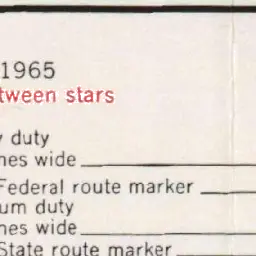 1965
tween stars
duty
nes wide
Federal route marker
um duty
nes wide
State route marker